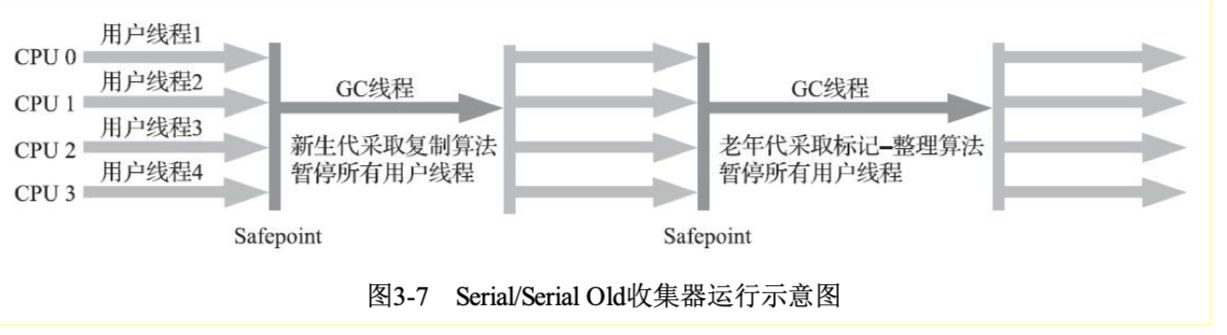 用户线程1
CPU 0
用户线程2
CPU 1
用户线程3
CPU 2
用户线程4
CPU 3
Safepoint
GC线程
新生代采取复制算法
暂停所有用户线程
Safepoint
GC线程
老年代采取标记–整理算法
暂停所有用户线程
图3-7 Serial/Serial Old收集器运行示意图